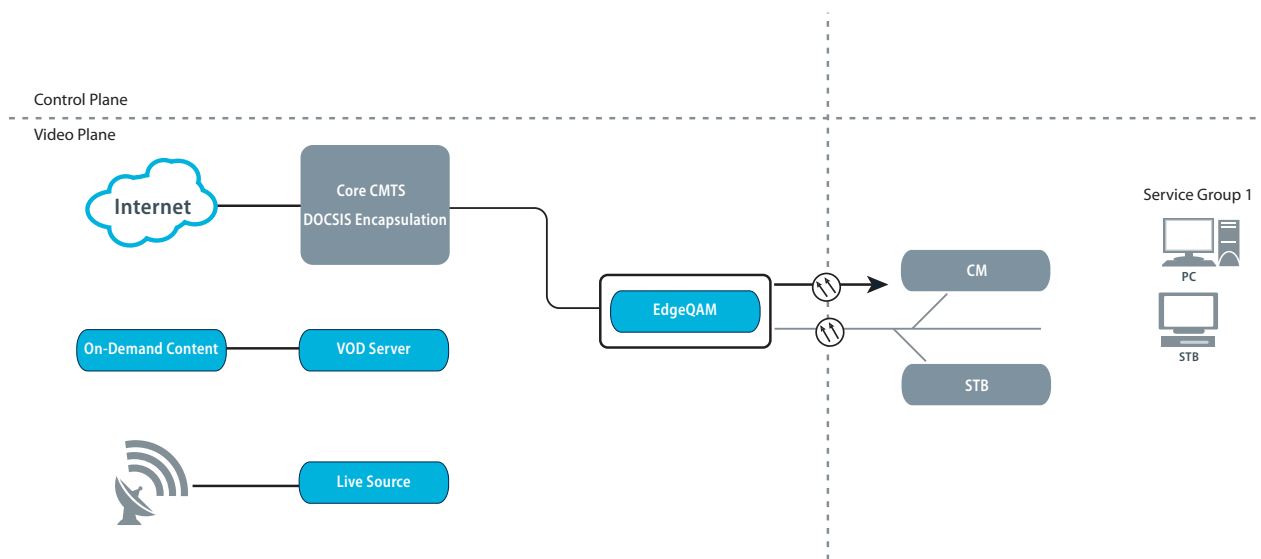 Control Plane
Video Plane
Internet
Core CMTS
DOCSIS Encapsulation
Service Group 1
PC
CM
EdgeQAM
On-Demand Content
VOD Server
STB
STB
Live Source